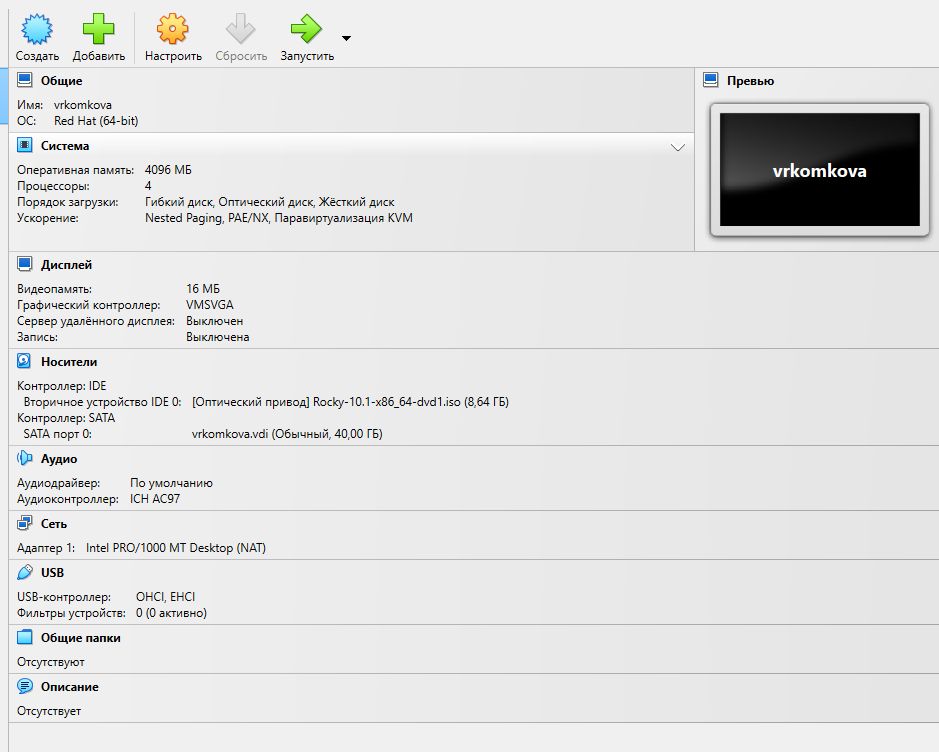 Создать Добавить Настроить Сбросить Запустить
Общие
Имя: vrkomkova
ОС: Red Hat (64-bit)
Превью
vrkomkova
Система
Оперативная память: 4096 МБ
Процессоры: 4
Порядок загрузки: Гибкий диск, Оптический диск, Жёсткий диск
Ускорение: Nested Paging, PAE/NX, Паравиртуализация KVM
Дисплей
Видеопамять: 16 МБ
Графический контроллер: VMSVGA
Сервер удалённого дисплея: Выключен
Запись: Выключена
Носители
Контроллер: IDE
Вторичное устройство IDE 0: [Оптический привод] Rocky-10.1-x86_64-dvd1.iso (8,64 ГБ)
Контроллер: SATA
SATA порт 0: vrkomkova.vdi (Обычный, 40,00 ГБ)
Аудио
Аудиодрайвер: По умолчанию
Аудиоконтроллер: ICH AC97
Сеть
Адаптер 1: Intel PRO/1000 MT Desktop (NAT)
USB
USB-контроллер: OHCI, EHCI
Фильтры устройств: 0 (0 активно)
Общие папки
Отсутствуют
Описание
Отсутствует